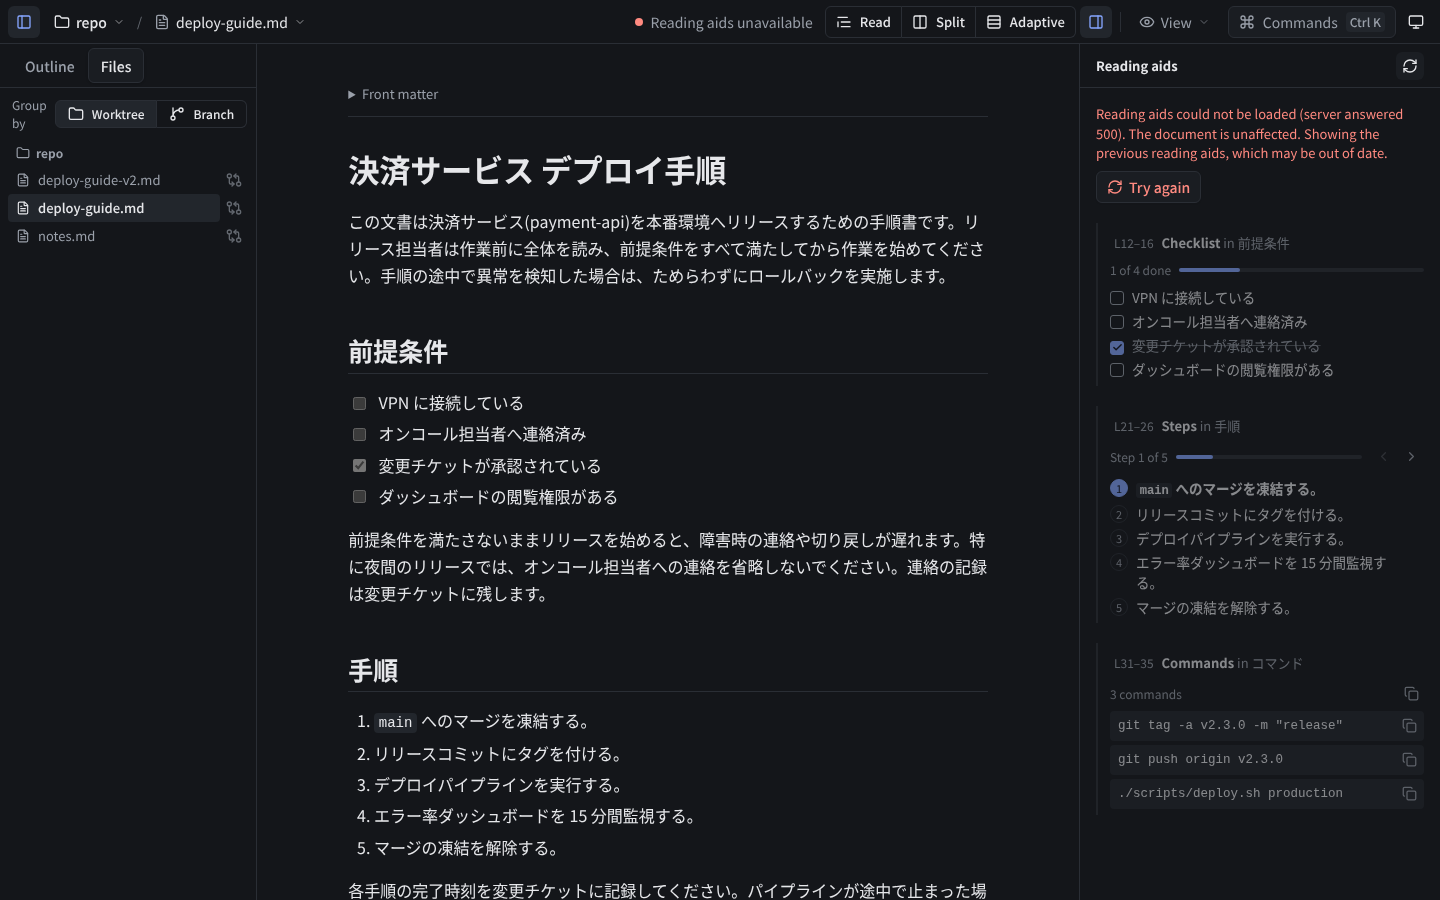 repo / deploy-guide.md
Reading aids unavailable
Read Split Adaptive
View
Commands Ctrl K
Outline Files
Group by
Worktree Branch
repo
deploy-guide-v2.md
deploy-guide.md
notes.md
Front matter
決済サービス デプロイ手順
この文書は決済サービス(payment-api)を本番環境へリリースするための手順書です。リ
リース担当者は作業前に全体を読み、前提条件をすべて満たしてから作業を始めてくださ
い。手順の途中で異常を検知した場合は、ためらわずにロールバックを実施します。
前提条件
VPN に接続している
オンコール担当者へ連絡済み
変更チケットが承認されている
ダッシュボードの閲覧権限がある
前提条件を満たさないままリリースを始めると、障害時の連絡や切り戻しが遅れます。特
に夜間のリリースでは、オンコール担当者への連絡を省略しないでください。連絡の記録
は変更チケットに残します。
手順
1. main へのマージを凍結する。
2. リリースコミットにタグを付ける。
3. デプロイパイプラインを実行する。
4. エラー率ダッシュボードを 15 分間監視する。
5. マージの凍結を解除する。
各手順の完了時刻を変更チケットに記録してください。パイプラインが途中で止まった場
Reading aids
Reading aids could not be loaded (server answered
500). The document is unaffected. Showing the
previous reading aids, which may be out of date.
Try again
L12–16 Checklist in 前提条件
1 of 4 done
VPN に接続している
オンコール担当者へ連絡済み
変更チケットが承認されている
ダッシュボードの閲覧権限がある
L21–26 Steps in 手順
Step 1 of 5
1 main へのマージを凍結する。
2 リリースコミットにタグを付ける。
3 デプロイパイプラインを実行する。
4 エラー率ダッシュボードを 15 分間監視す
る。
5 マージの凍結を解除する。
L31–35 Commands in コマンド
3 commands
git tag -a v2.3.0 -m "release"
git push origin v2.3.0
./scripts/deploy.sh production